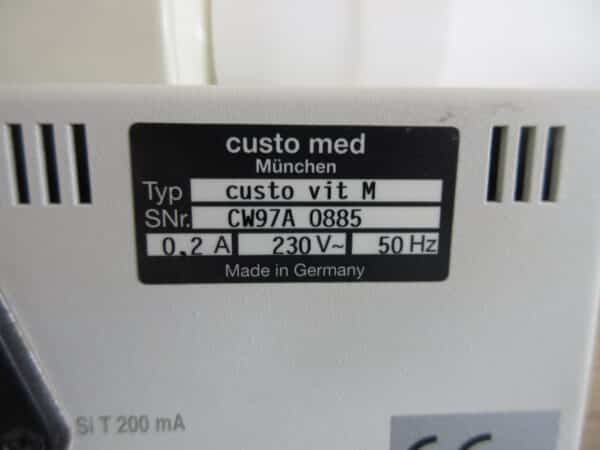 custo med
München
Typ custo vit M
SNr. CW97A 0885
0,2 A 230 V~ 50 Hz
Made in Germany
Si T 200 mA
CE